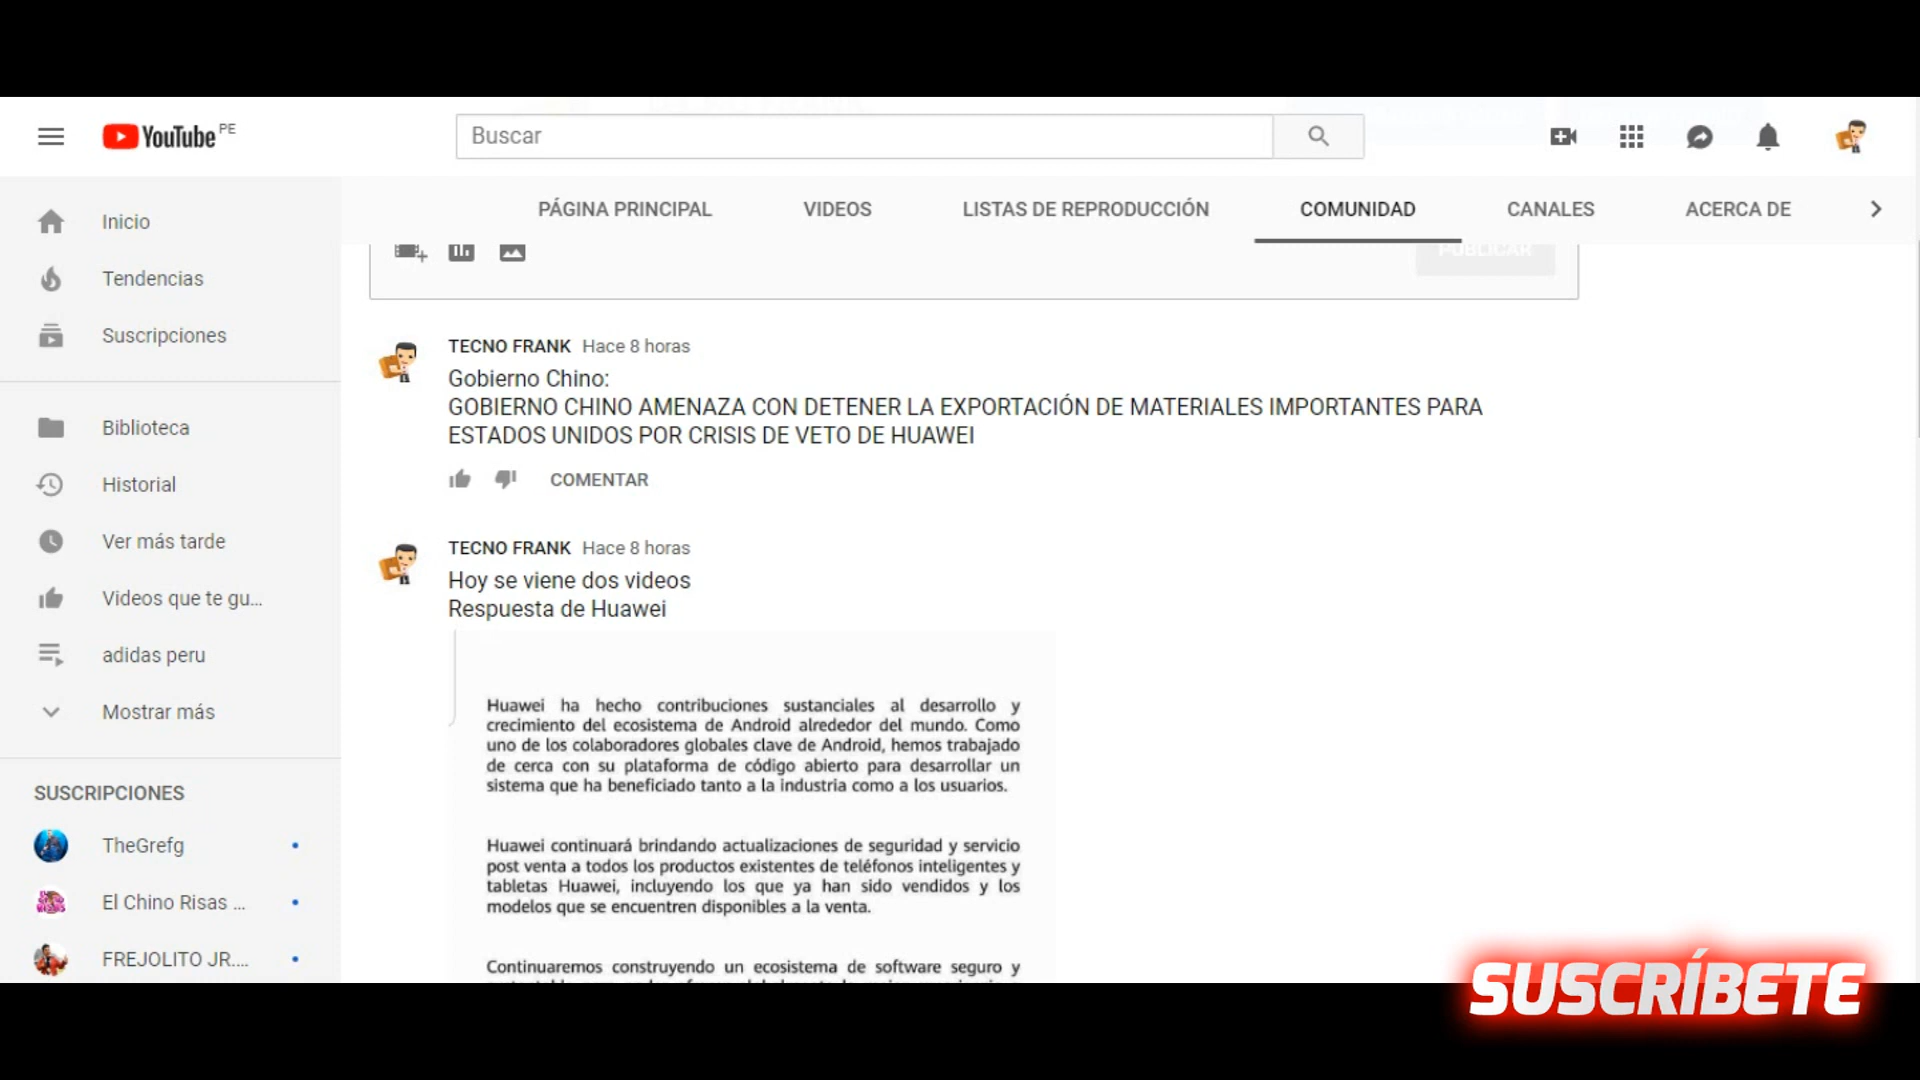 YouTube PE
Buscar
PÁGINA PRINCIPAL VIDEOS LISTAS DE REPRODUCCIÓN COMUNIDAD CANALES ACERCA DE
PUBLICAR
Inicio
Tendencias
Suscripciones
Biblioteca
Historial
Ver más tarde
Videos que te gu...
adidas peru
Mostrar más
SUSCRIPCIONES
TheGrefg
El Chino Risas ...
FREJOLITO JR....
TECNO FRANK Hace 8 horas
Gobierno Chino:
GOBIERNO CHINO AMENAZA CON DETENER LA EXPORTACIÓN DE MATERIALES IMPORTANTES PARA
ESTADOS UNIDOS POR CRISIS DE VETO DE HUAWEI
COMENTAR
TECNO FRANK Hace 8 horas
Hoy se viene dos videos
Respuesta de Huawei
Huawei ha hecho contribuciones sustanciales al desarrollo y
crecimiento del ecosistema de Android alrededor del mundo. Como
uno de los colaboradores globales clave de Android, hemos trabajado
de cerca con su plataforma de código abierto para desarrollar un
sistema que ha beneficiado tanto a la industria como a los usuarios.
Huawei continuará brindando actualizaciones de seguridad y servicio
post venta a todos los productos existentes de teléfonos inteligentes y
tabletas Huawei, incluyendo los que ya han sido vendidos y los
modelos que se encuentren disponibles a la venta.
Continuaremos construyendo un ecosistema de software seguro y
SUSCRÍBETE